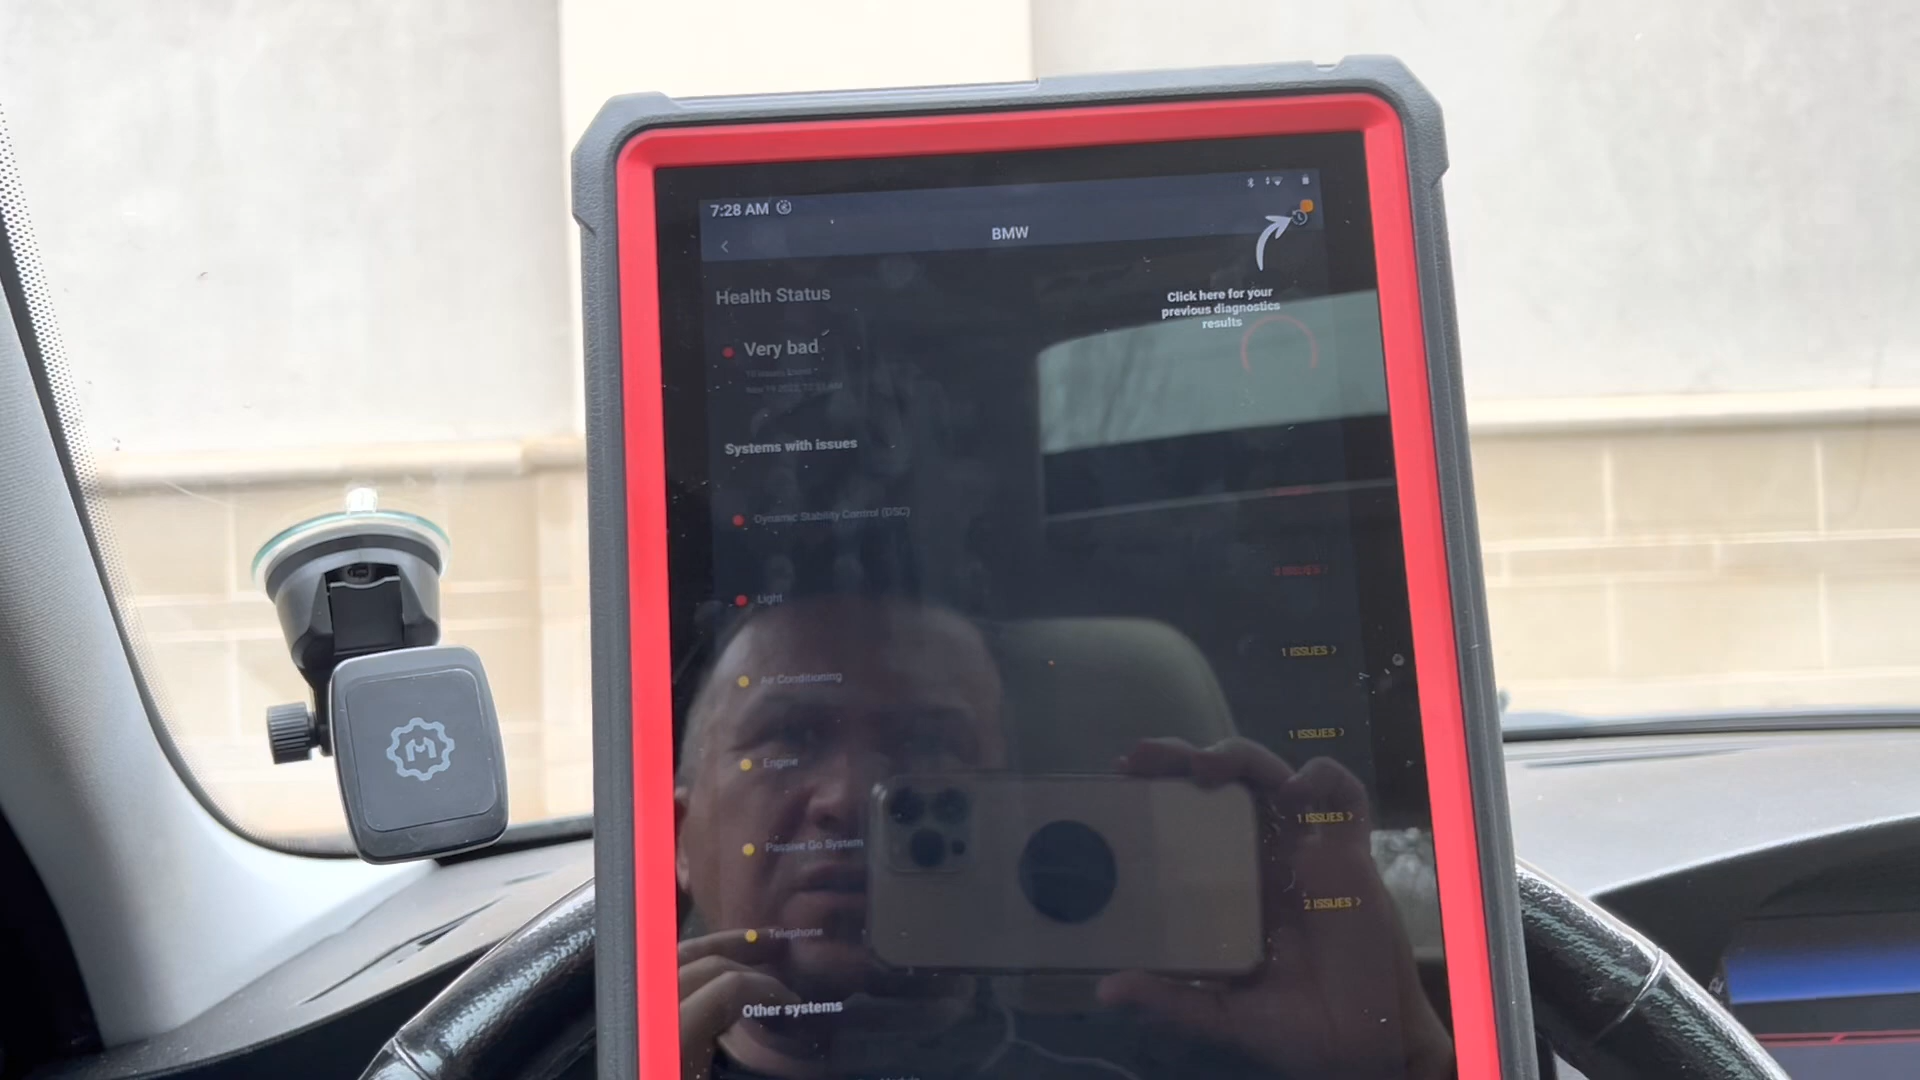 7:28 AM
BMW
Click here for your
previous diagnostics
results
Health Status
Very bad
Systems with issues
Dynamic Stability Control (DSC)
Light
2 ISSUES >
Air Conditioning
1 ISSUES >
Engine
1 ISSUES >
Passive Go System
1 ISSUES >
Telephone
2 ISSUES >
Other systems
M